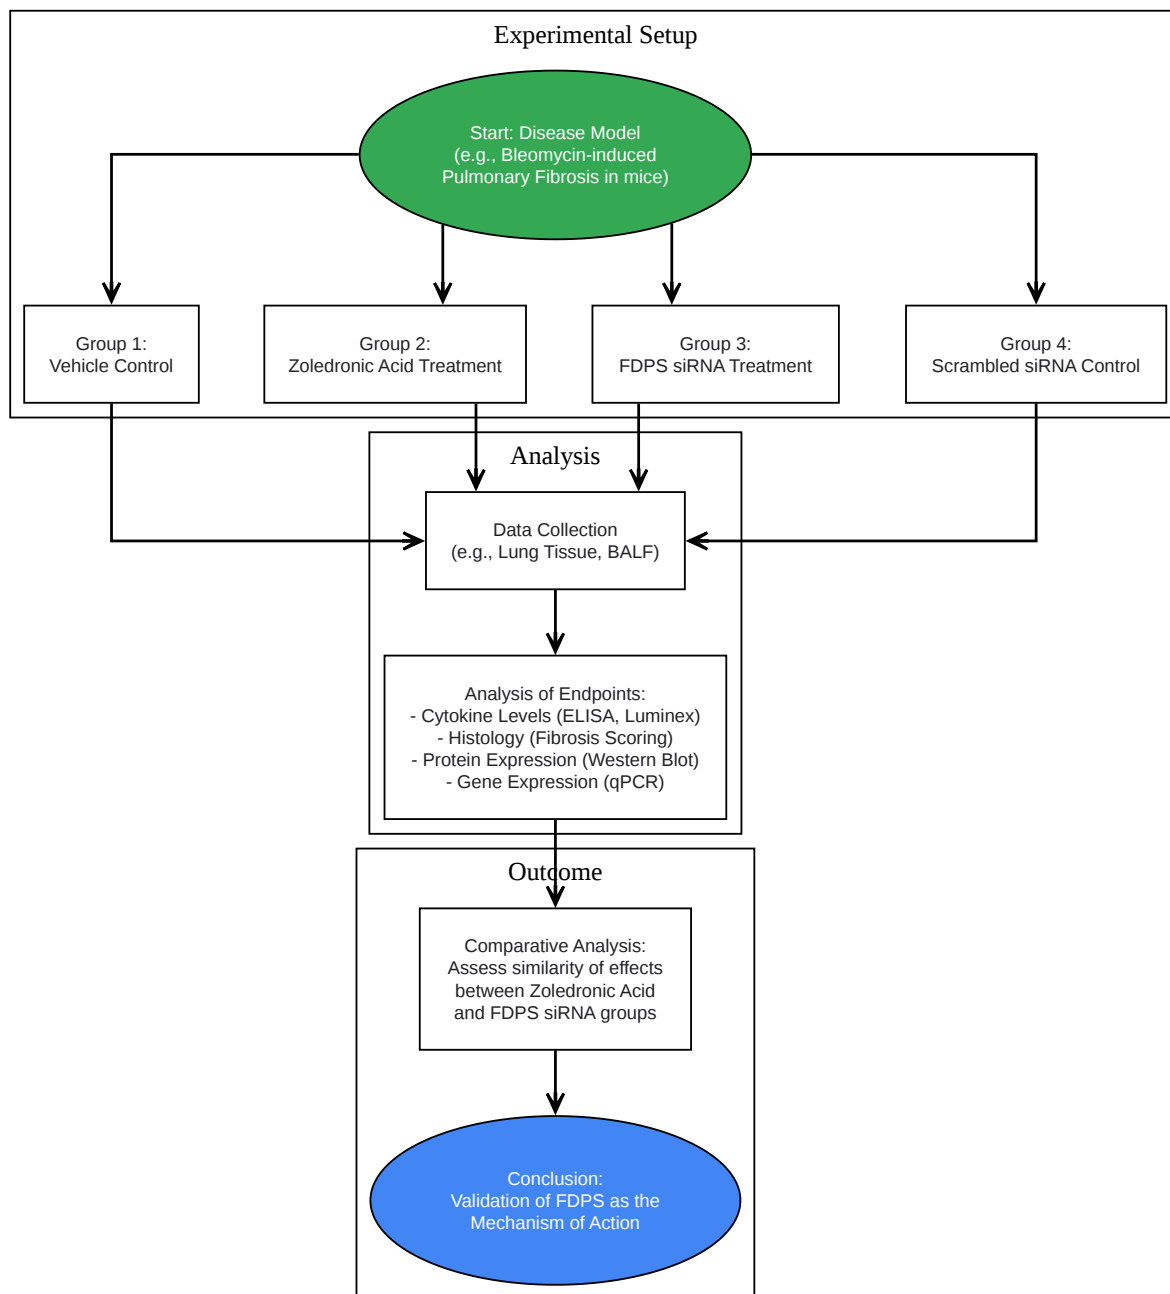 Experimental Setup
Start: Disease Model
(e.g., Bleomycin-induced
Pulmonary Fibrosis in mice)
Group 1:
Vehicle Control
Group 2:
Zoledronic Acid Treatment
Group 3:
FDPS siRNA Treatment
Group 4:
Scrambled siRNA Control
Analysis
Data Collection
(e.g., Lung Tissue, BALF)
Analysis of Endpoints:
- Cytokine Levels (ELISA, Luminex)
- Histology (Fibrosis Scoring)
- Protein Expression (Western Blot)
- Gene Expression (qPCR)
Outcome
Comparative Analysis:
Assess similarity of effects
between Zoledronic Acid
and FDPS siRNA groups
Conclusion:
Validation of FDPS as the
Mechanism of Action